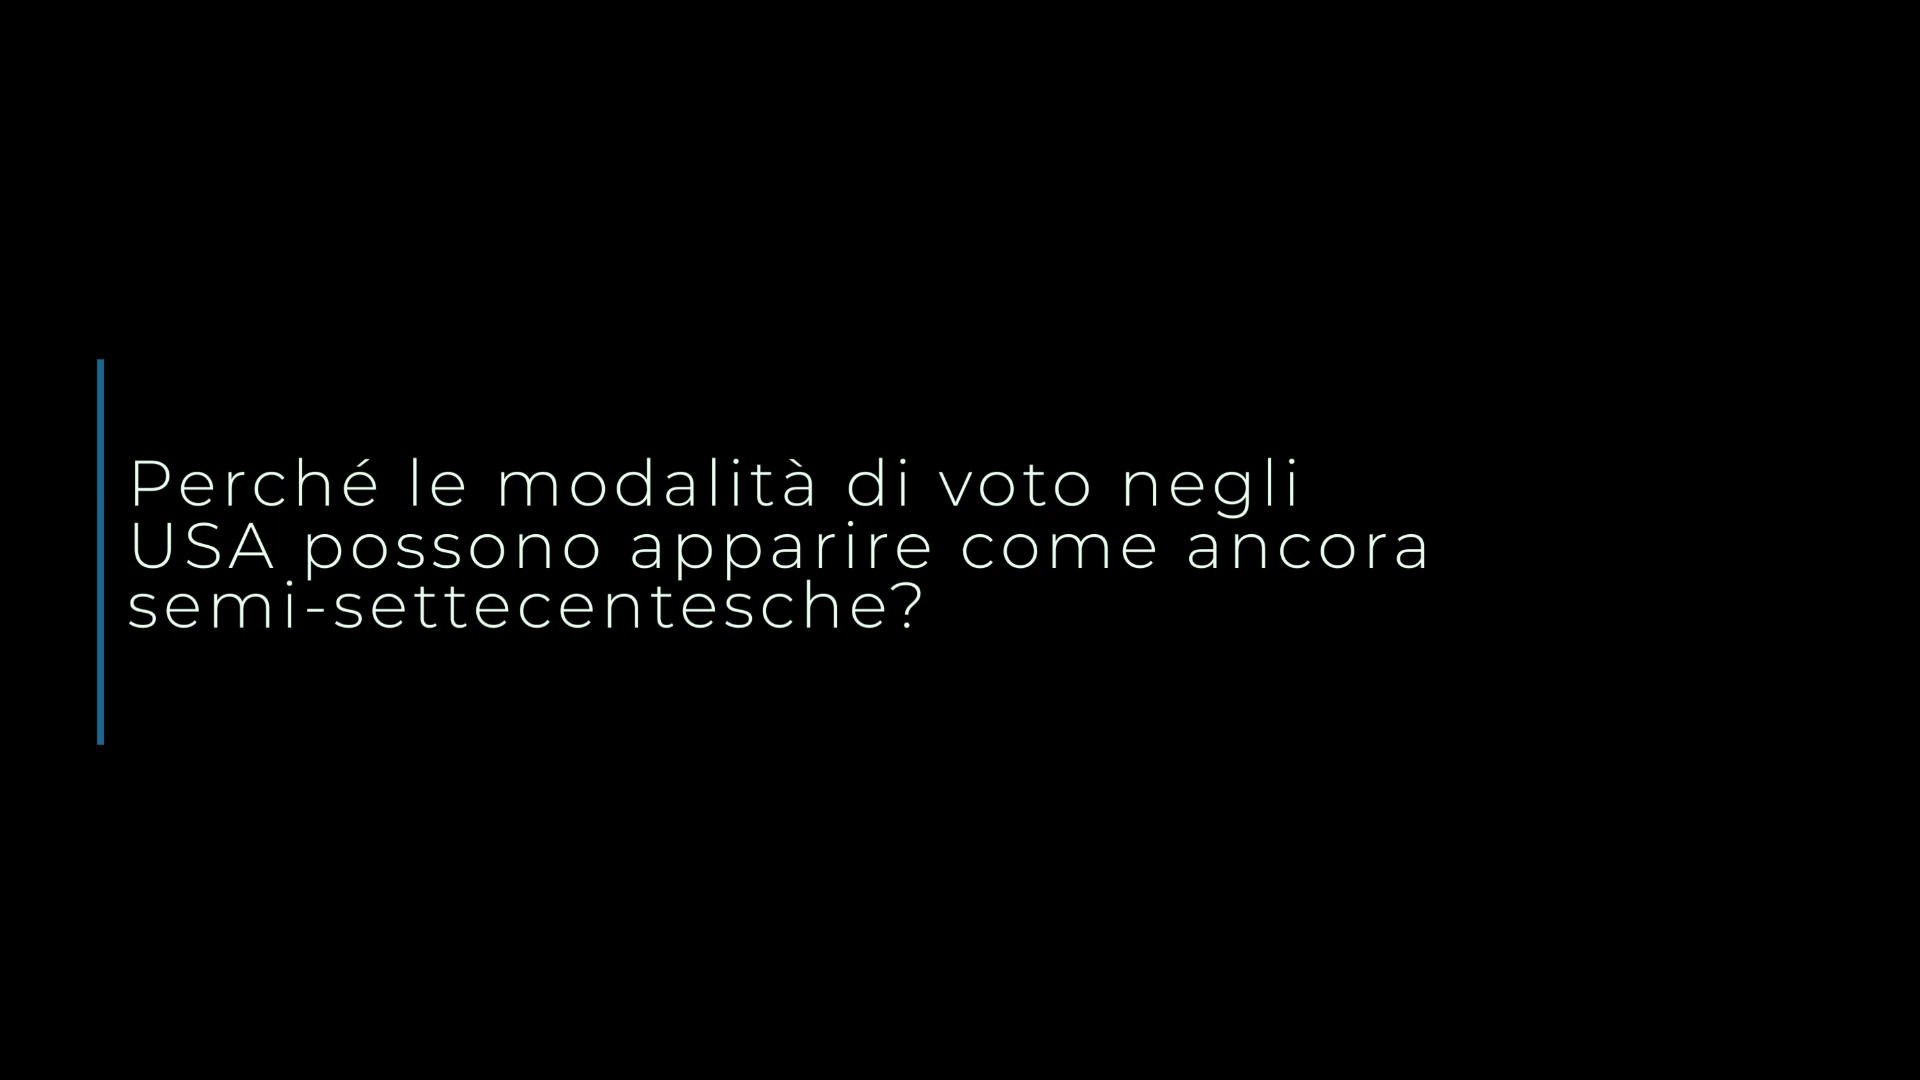 Perché le modalità di voto negli
USA possono apparire come ancora
semi-settecentesche?